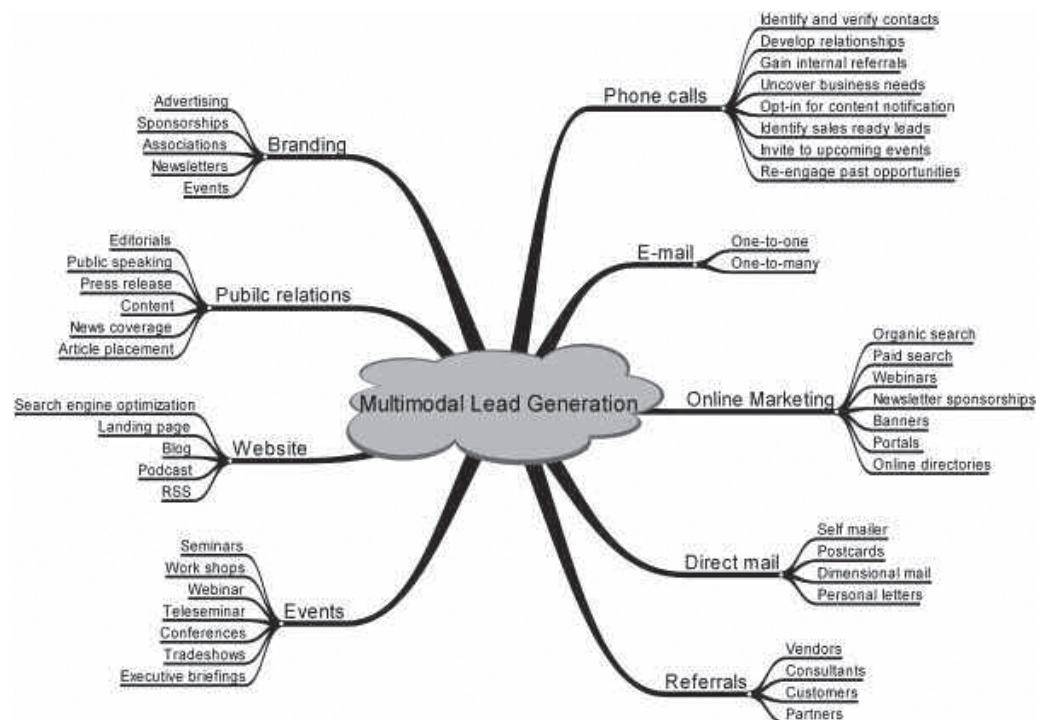 Multimodal Lead Generation
Phone calls
Identify and verify contacts
Develop relationships
Gain internal referrals
Uncover business needs
Opt-in for content notification
Identify sales ready leads
Invite to upcoming events
Re-engage past opportunities
E-mail
One-to-one
One-to-many
Online Marketing
Organic search
Paid search
Webinars
Newsletter sponsorships
Banners
Portals
Online directories
Direct mail
Self mailer
Postcards
Dimensional mail
Personal letters
Referrals
Vendors
Consultants
Customers
Partners
Branding
Advertising
Sponsorships
Associations
Newsletters
Events
Pubilc relations
Editorials
Public speaking
Press release
Content
News coverage
Article placement
Website
Search engine optimization
Landing page
Blog
Podcast
RSS
Events
Seminars
Work shops
Webinar
Teleseminar
Conferences
Tradeshows
Executive briefings